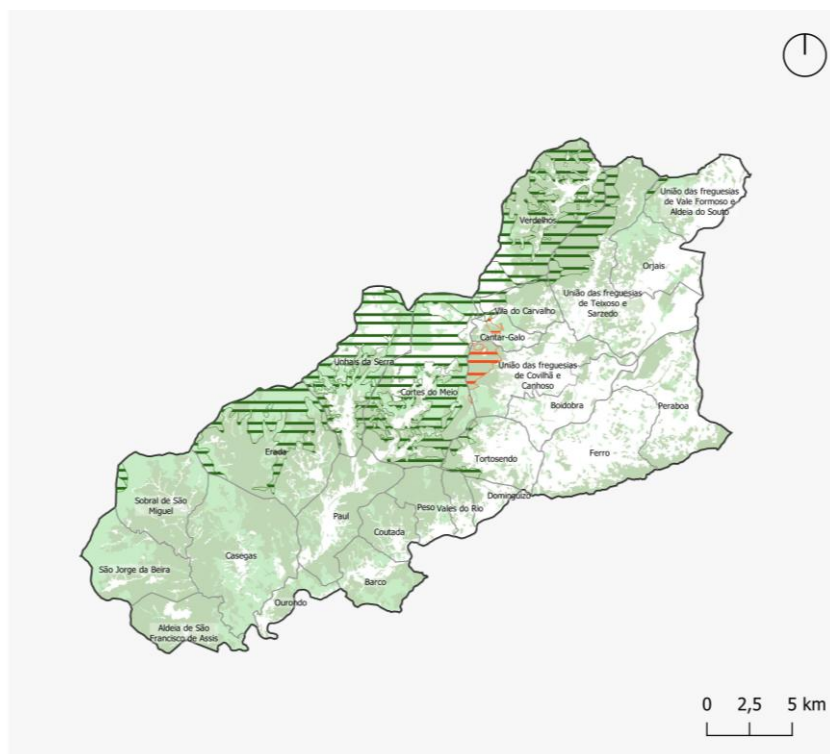 União das freguesias
de Vale Formoso e
Aldeia do Souto
Verdelhos
Orjais
União das freguesias
de Teixoso e
Sarzedo
Vila do Carvalho
Cantar-Galo
Unhais da Serra
União das freguesias
de Covilhã e
Canhoso
Cortes do Meio
Boidobra
Peraboa
Erada
Tortosendo
Ferro
Sobral de São
Miguel
Dominguizo
Peso
Vales do Rio
Paul
Coutada
Casegas
São Jorge da Beira
Barco
Ourondo
Aldeia de São
Francisco de Assis
0 2,5 5 km